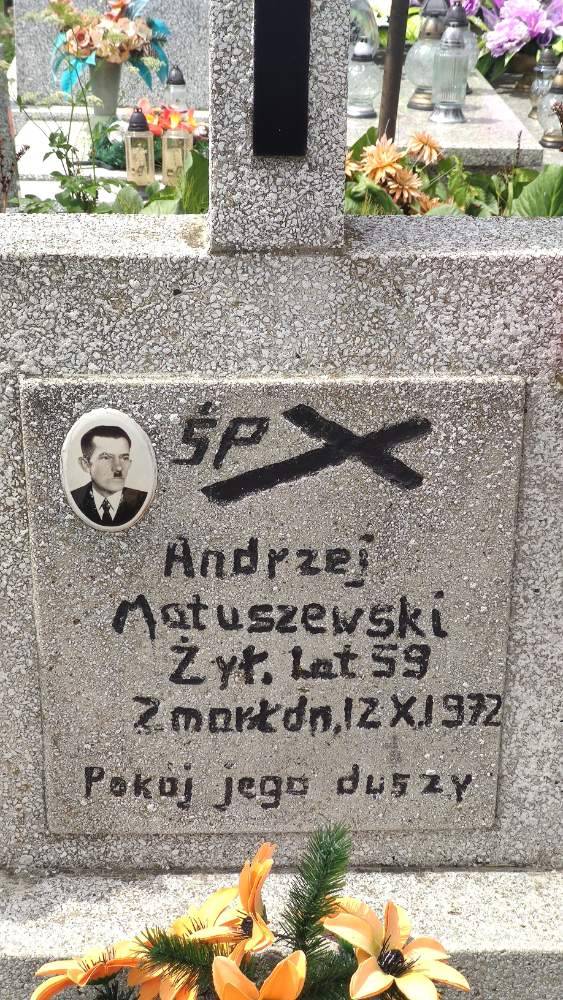 ŚP
Andrzej
Matuszewski
Żył. Lat 59
Zmarł dn, 12 X, 1972
Pokój jego duszy